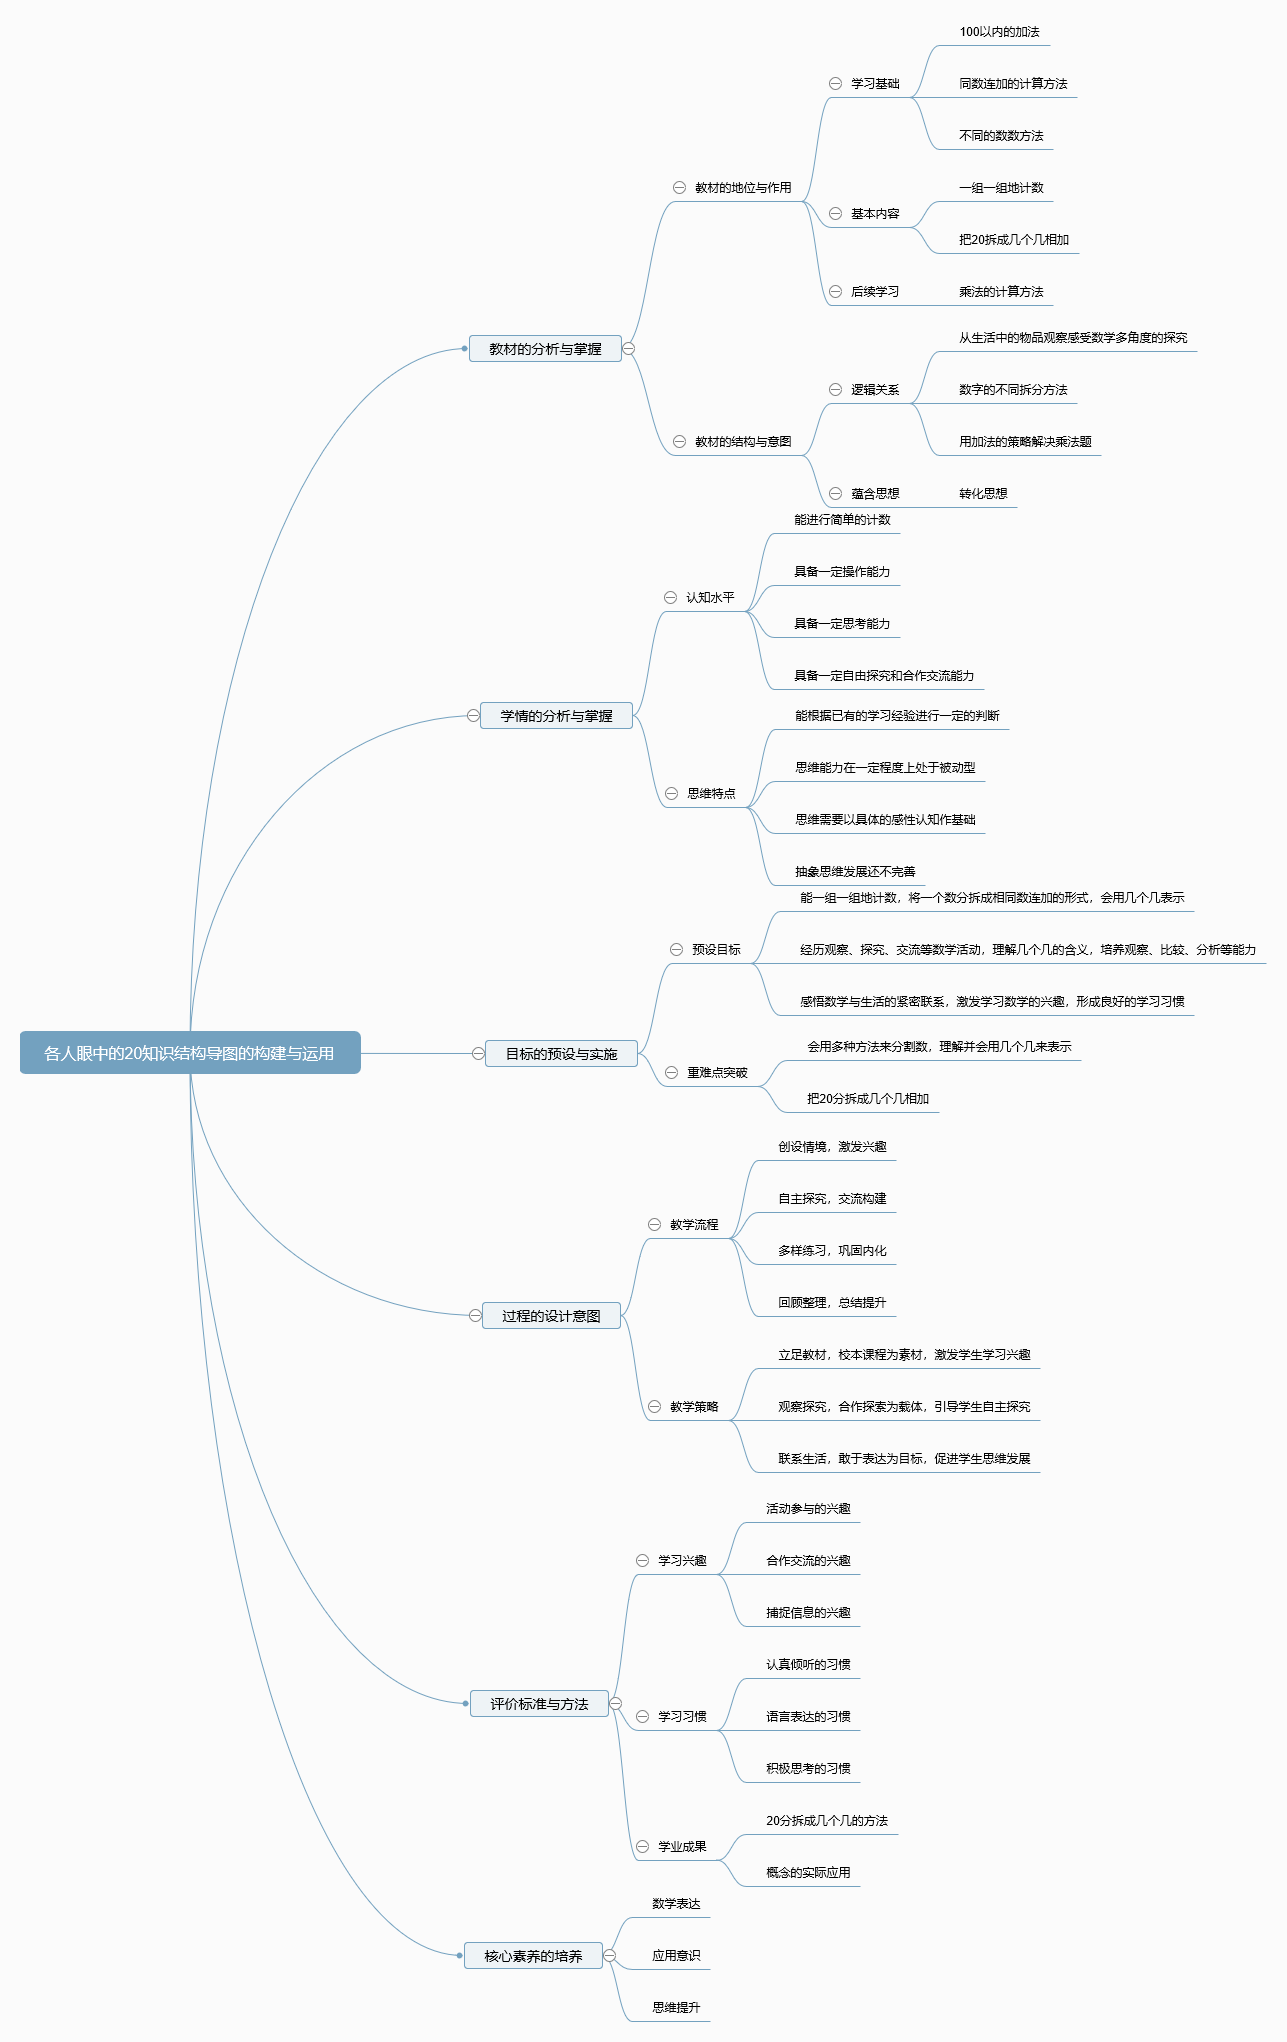 各人眼中的20知识结构导图的构建与运用
教材的分析与掌握
教材的地位与作用
学习基础
100以内的加法
同数连加的计算方法
不同的数数方法
基本内容
一组一组地计数
把20拆成几个几相加
后续学习
乘法的计算方法
教材的结构与意图
逻辑关系
从生活中的物品观察感受数学多角度的探究
数字的不同拆分方法
用加法的策略解决乘法题
蕴含思想
转化思想
学情的分析与掌握
认知水平
能进行简单的计数
具备一定操作能力
具备一定思考能力
具备一定自由探究和合作交流能力
思维特点
能根据已有的学习经验进行一定的判断
思维能力在一定程度上处于被动型
思维需要以具体的感性认知作基础
抽象思维发展还不完善
目标的预设与实施
预设目标
能一组一组地计数，将一个数分拆成相同数连加的形式，会用几个几表示
经历观察、探究、交流等数学活动，理解几个几的含义，培养观察、比较、分析等能力
感悟数学与生活的紧密联系，激发学习数学的兴趣，形成良好的学习习惯
重难点突破
会用多种方法来分割数，理解并会用几个几来表示
把20分拆成几个几相加
过程的设计意图
教学流程
创设情境，激发兴趣
自主探究，交流构建
多样练习，巩固内化
回顾整理，总结提升
教学策略
立足教材，校本课程为素材，激发学生学习兴趣
观察探究，合作探索为载体，引导学生自主探究
联系生活，敢于表达为目标，促进学生思维发展
评价标准与方法
学习兴趣
活动参与的兴趣
合作交流的兴趣
捕捉信息的兴趣
学习习惯
认真倾听的习惯
语言表达的习惯
积极思考的习惯
学业成果
20分拆成几个几的方法
概念的实际应用
核心素养的培养
数学表达
应用意识
思维提升